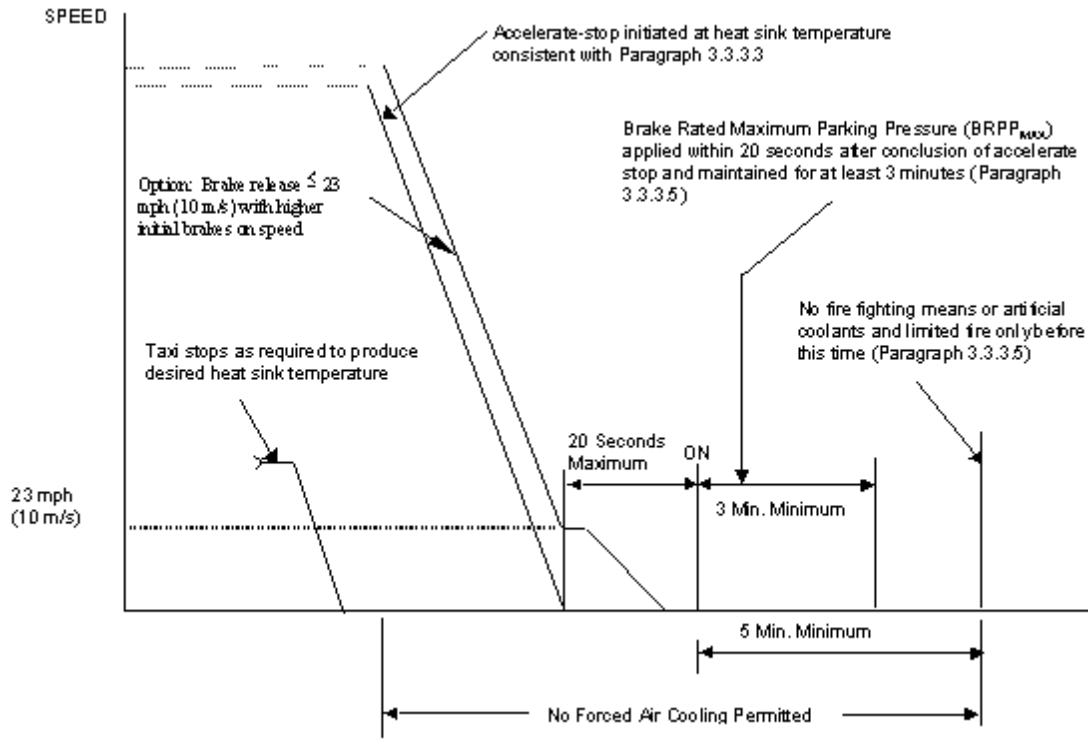 SPEED
Accelerate-stop initiated at heat sink temperature
consistent with Paragraph 3.3.3.3
Brake Rated Maximum Parking Pressure (BRPPMAX)
applied within 20 seconds after conclusion of accelerate
stop and maintained for at least 3 minutes (Paragraph
3.3.3.5)
Option: Brake release ≤ 23
mph (10 m/s) with higher
initial brakes on speed
No fire fighting means or artificial
coolants and limited fire only before
this time (Paragraph 3.3.3.5)
Taxi stops as required to produce
desired heat sink temperature
20 Seconds
Maximum
ON
3 Min. Minimum
23 mph
(10 m/s)
5 Min. Minimum
No Forced Air Cooling Permitted